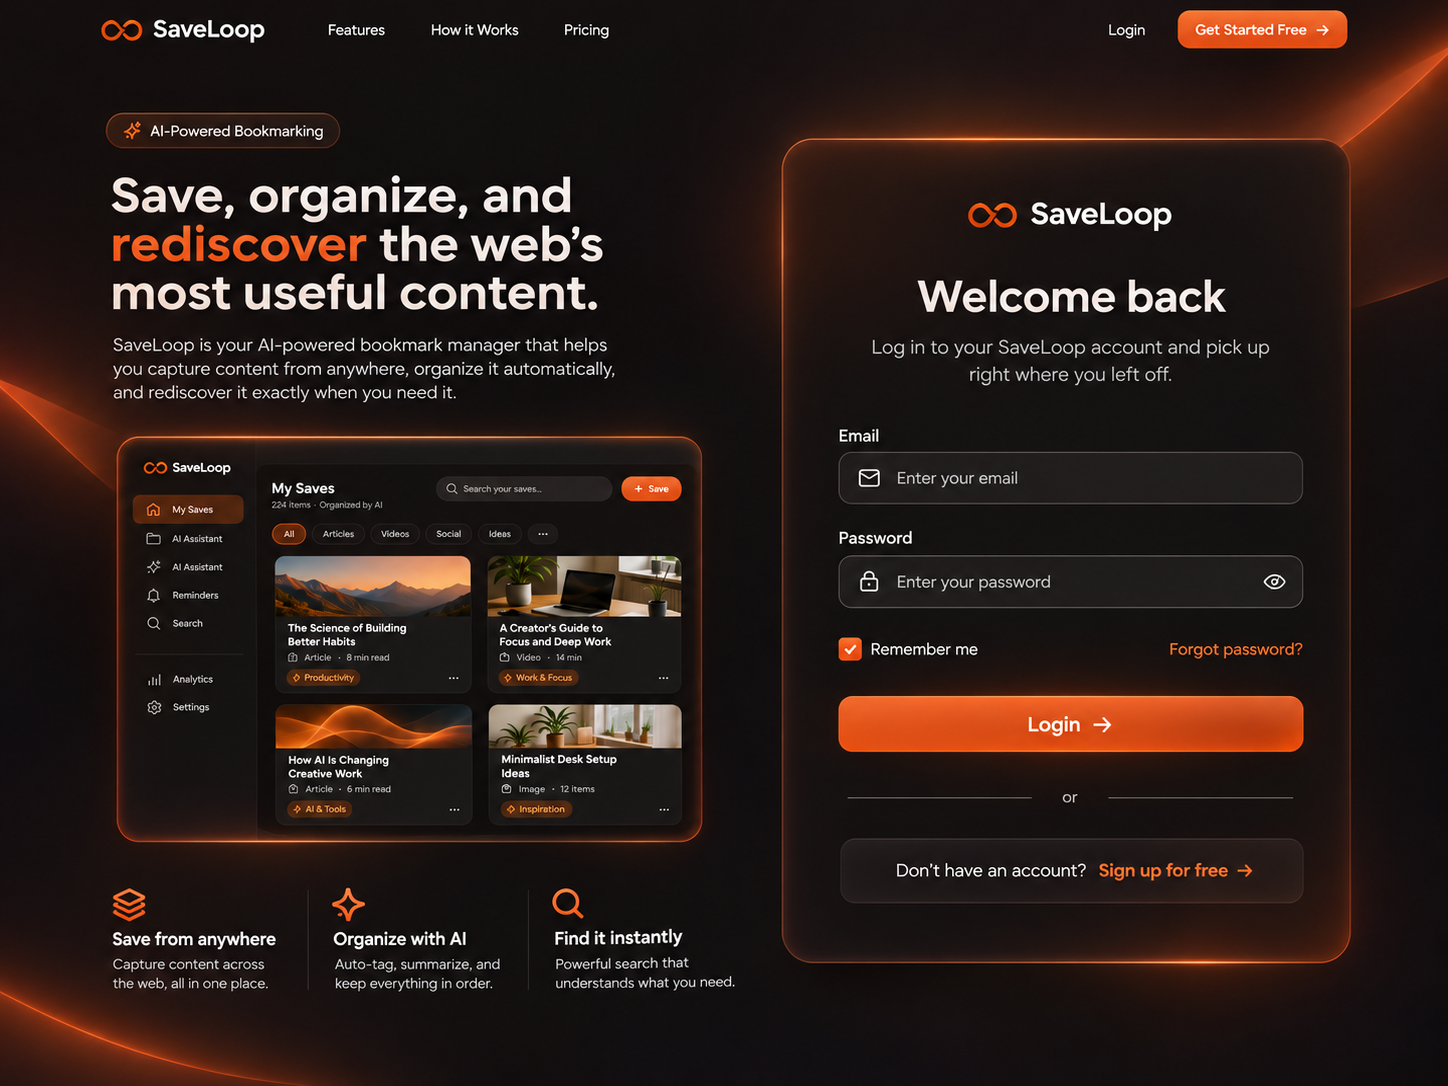 SaveLoop
Features
How it Works
Pricing
Login
Get Started Free →
AI-Powered Bookmarking
Save, organize, and
rediscover the web's
most useful content.
SaveLoop is your AI-powered bookmark manager that helps
you capture content from anywhere, organize it automatically,
and rediscover it exactly when you need it.
SaveLoop
My Saves
AI Assistant
AI Assistant
Reminders
Search
Analytics
Settings
My Saves
224 items · Organized by AI
Search your saves...
+ Save
All
Articles
Videos
Social
Ideas
...
The Science of Building
Better Habits
Article · 8 min read
Productivity
...
A Creator's Guide to
Focus and Deep Work
Video · 14 min
Work & Focus
...
How AI Is Changing
Creative Work
Article · 6 min read
AI & Tools
...
Minimalist Desk Setup
Ideas
Image · 12 items
Inspiration
...
Save from anywhere
Capture content across
the web, all in one place.
Organize with AI
Auto-tag, summarize, and
keep everything in order.
Find it instantly
Powerful search that
understands what you need.
SaveLoop
Welcome back
Log in to your SaveLoop account and pick up
right where you left off.
Email
Enter your email
Password
Enter your password
Remember me
Forgot password?
Login →
or
Don't have an account? Sign up for free →